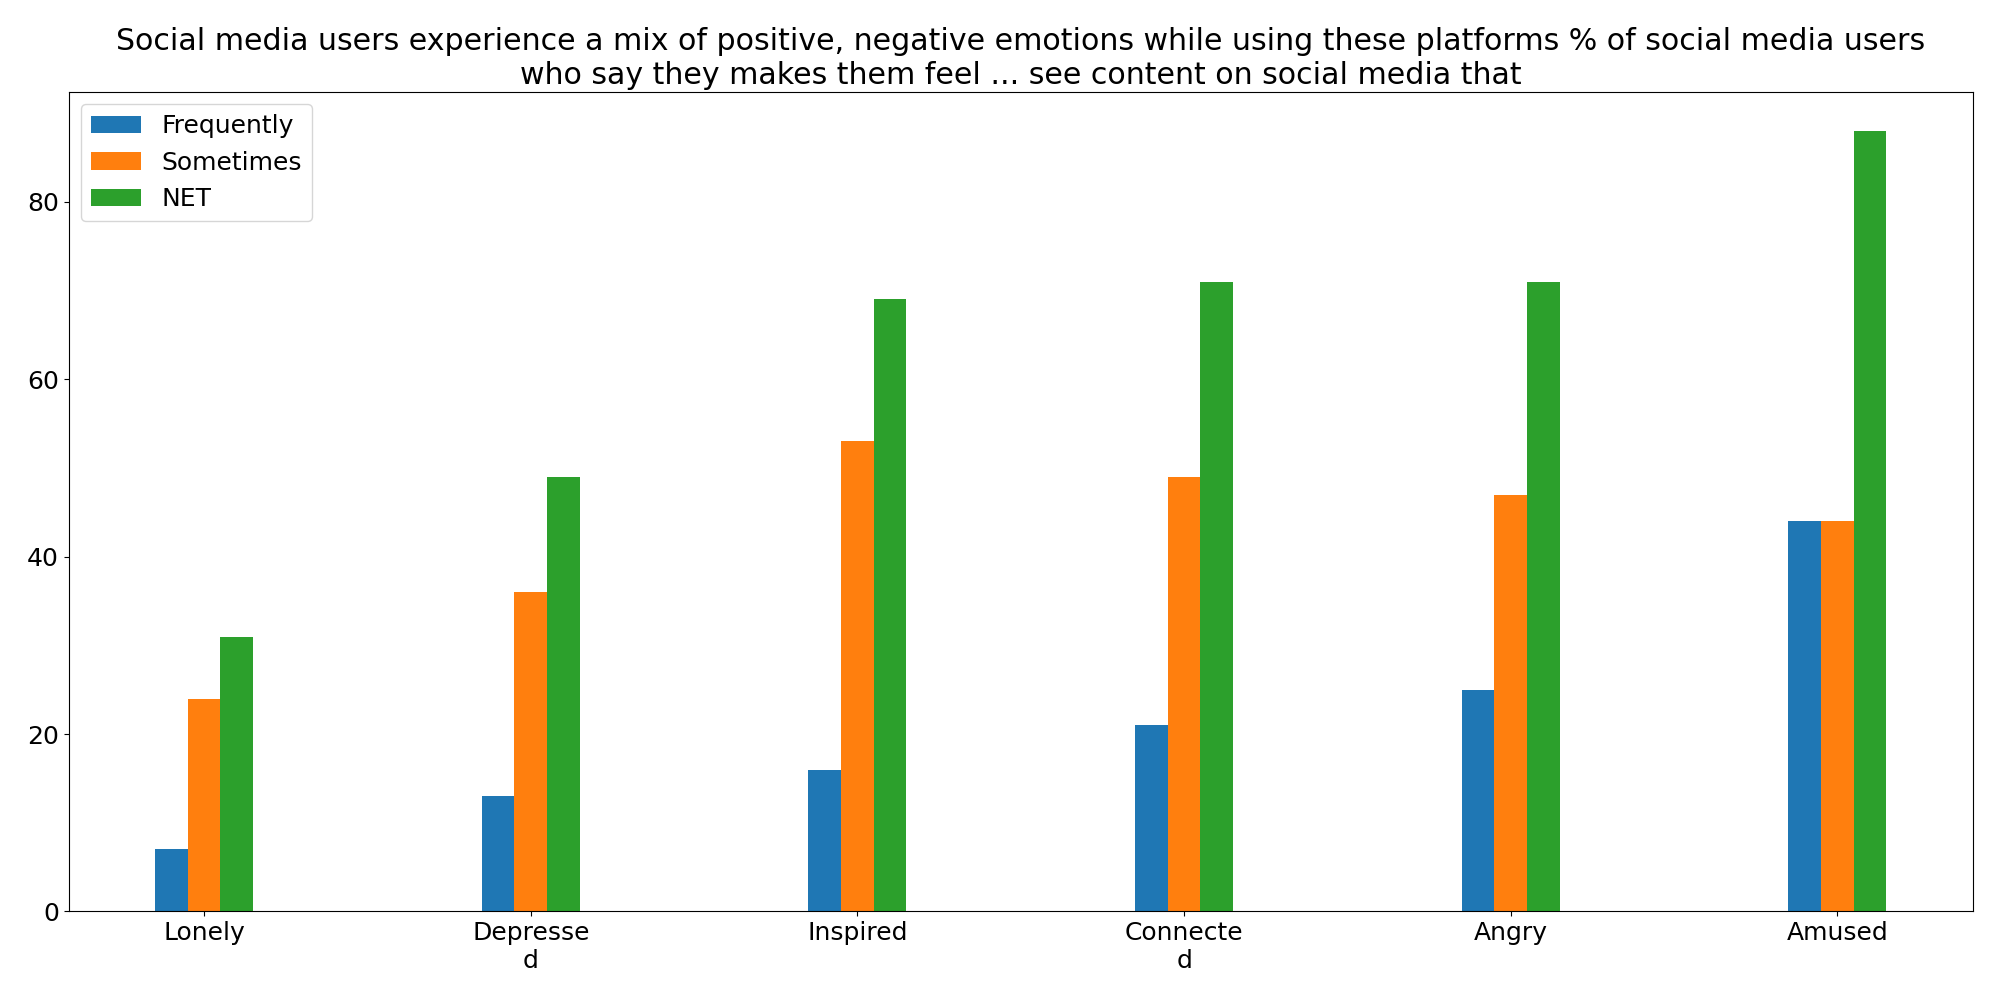 Social media users experience a mix of positive, negative emotions while using these platforms % of social media users
who say they makes them feel ... see content on social media that
Frequently
Sometimes
NET
80
60
40
20
0
Lonely
Depresse
d
Inspired
Connecte
d
Angry
Amused